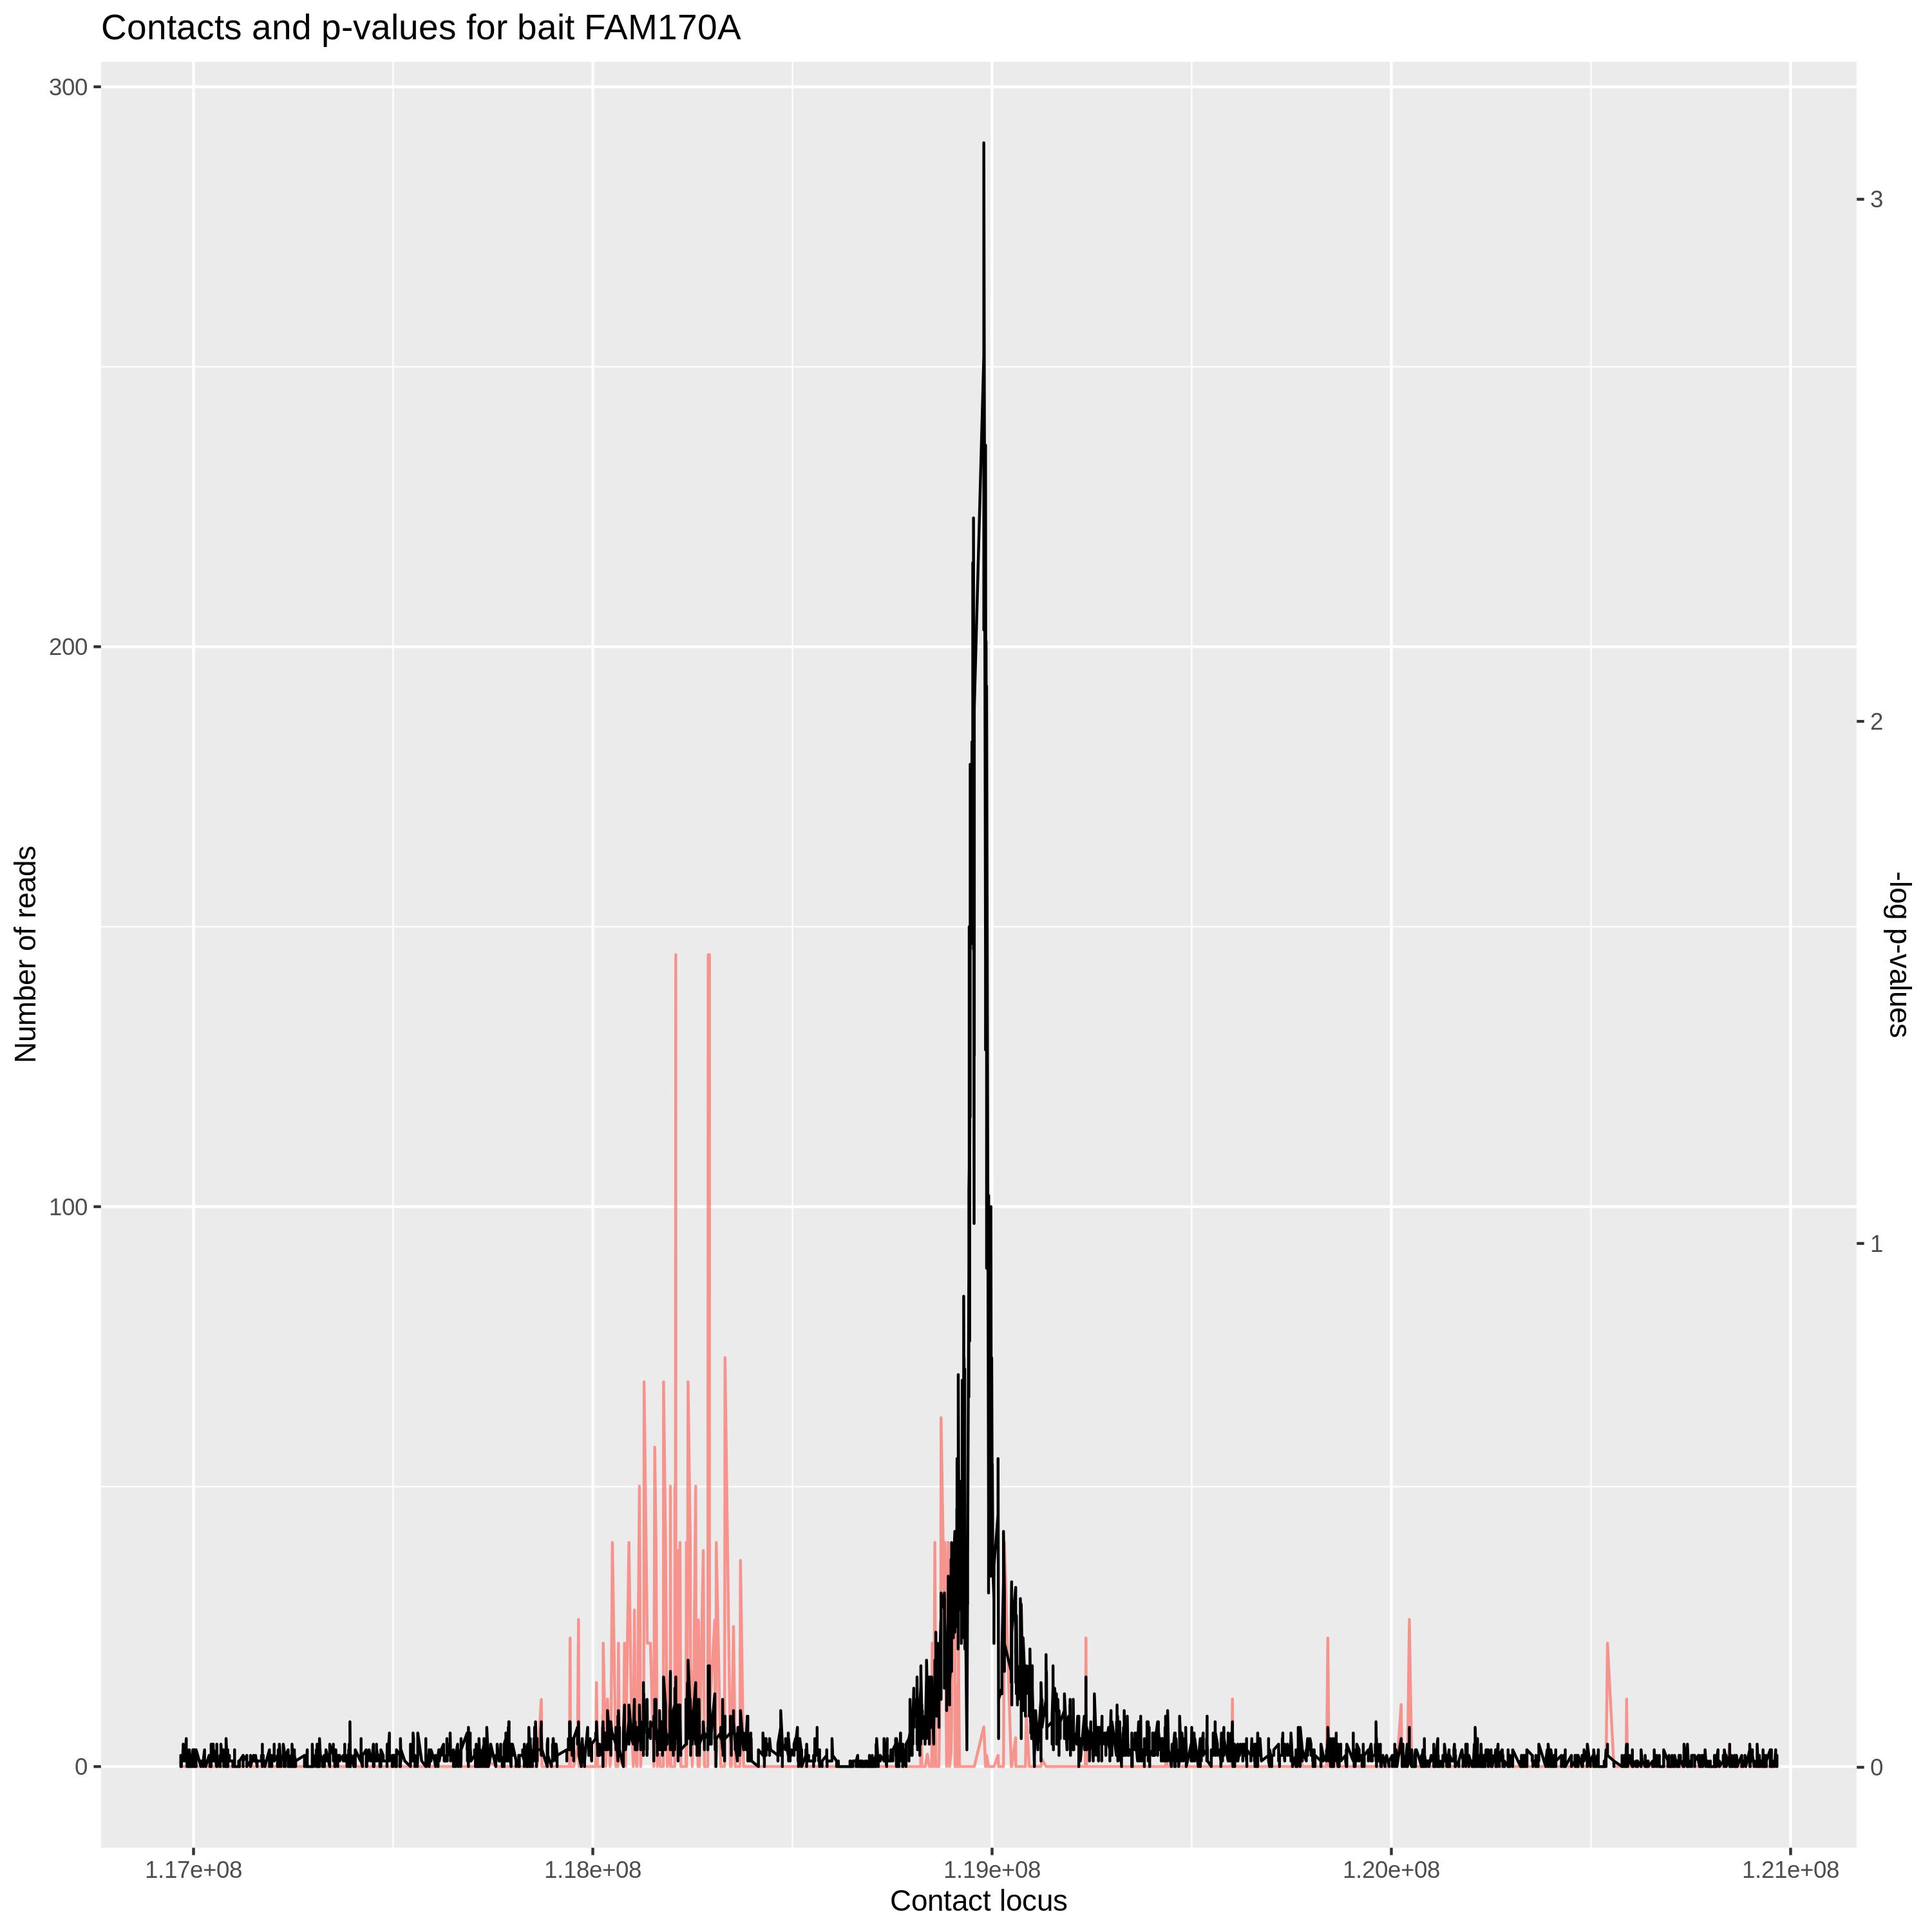 Contacts and p-values for bait FAM170A
300
200
100
0
3
2
1
0
Number of reads
-log p-values
1.17e+08
1.18e+08
1.19e+08
1.20e+08
1.21e+08
Contact locus